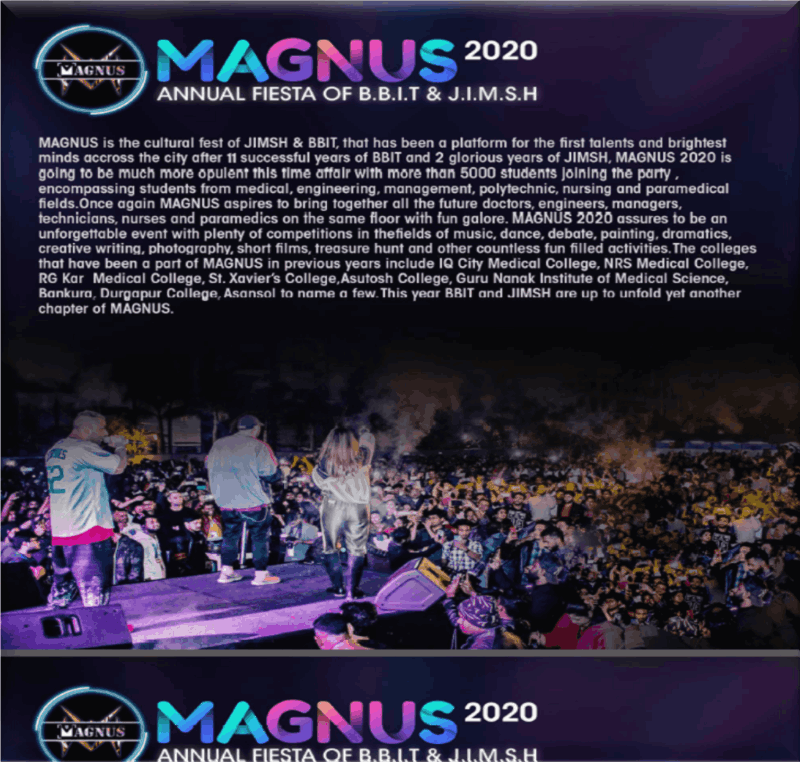 MAGNUS
MAGNUS 2020
ANNUAL FIESTA OF B.B.I.T & J.I.M.S.H
MAGNUS is the cultural fest of JIMSH & BBIT, that has been a platform for the first talents and brightest
minds accross the city after 11 successful years of BBIT and 2 glorious years of JIMSH, MAGNUS 2020 is
going to be much more opulent this time affair with more than 5000 students joining the party ,
encompassing students from medical, engineering, management, polytechnic, nursing and paramedical
fields.Once again MAGNUS aspires to bring together all the future doctors, engineers, managers,
technicians, nurses and paramedics on the same floor with fun galore. MAGNUS 2020 assures to be an
unforgettable event with plenty of competitions in thefields of music, dance, debate, painting, dramatics,
creative writing, photography, short films, treasure hunt and other countless fun filled activities.The colleges
that have been a part of MAGNUS in previous years include IQ City Medical College, NRS Medical College,
RG Kar Medical College, St. Xavier's College,Asutosh College, Guru Nanak Institute of Medical Science,
Bankura, Durgapur College, Asansol to name a few.This year BBIT and JIMSH are up to unfold yet another
chapter of MAGNUS.
MAGNUS
MAGNUS 2020
ANNUAL FIESTA OF B.B.I.T & J.I.M.S.H